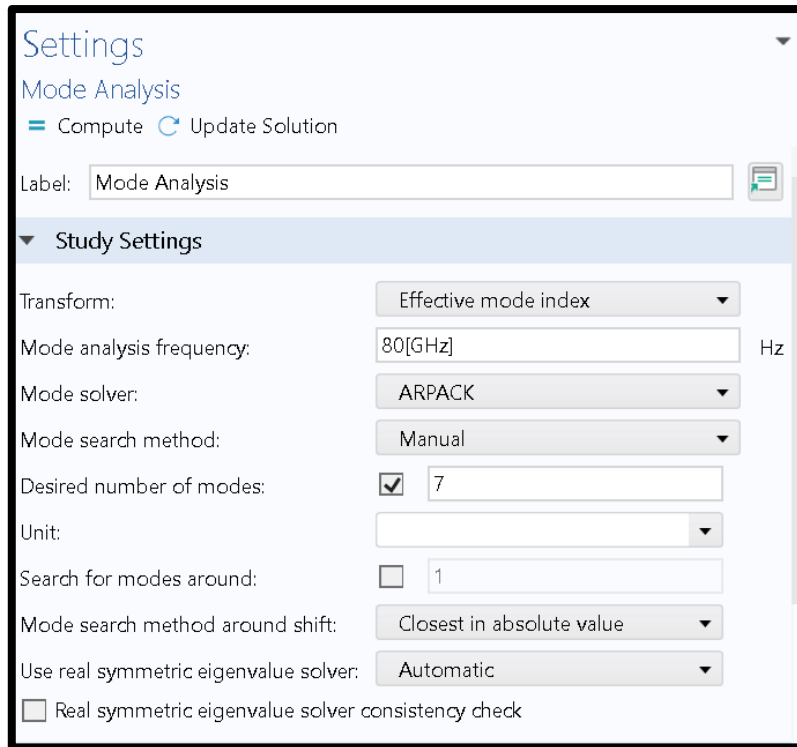 Settings
Mode Analysis
= Compute Update Solution
Label: Mode Analysis
Study Settings
Transform: Effective mode index
Mode analysis frequency: 80[GHz] Hz
Mode solver: ARPACK
Mode search method: Manual
Desired number of modes: 7
Unit:
Search for modes around: 1
Mode search method around shift: Closest in absolute value
Use real symmetric eigenvalue solver: Automatic
Real symmetric eigenvalue solver consistency check